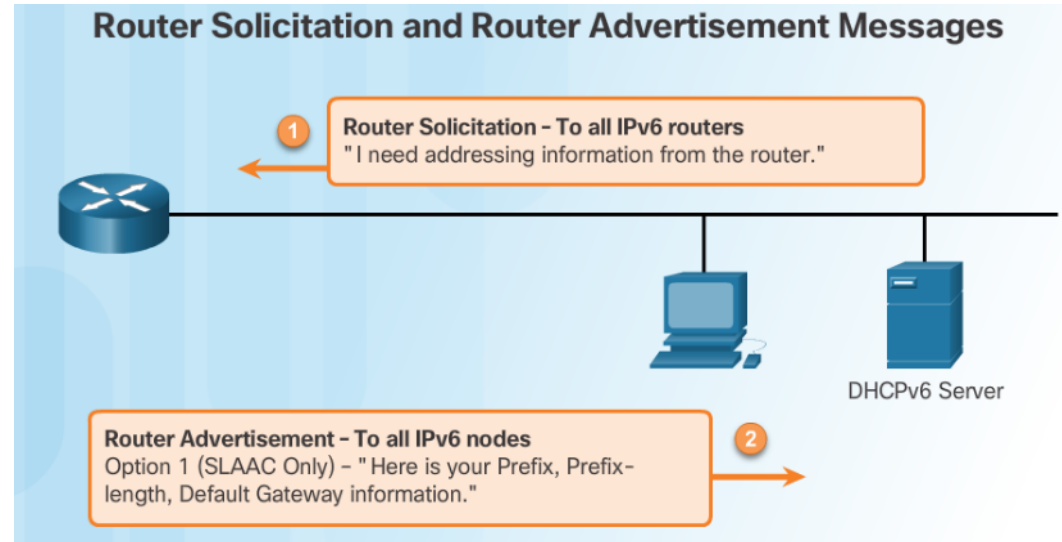 Router Solicitation and Router Advertisement Messages
1
Router Solicitation – To all IPv6 routers
"I need addressing information from the router."
DHCPv6 Server
Router Advertisement – To all IPv6 nodes
Option 1 (SLAAC Only) – "Here is your Prefix, Prefix-
length, Default Gateway information."
2